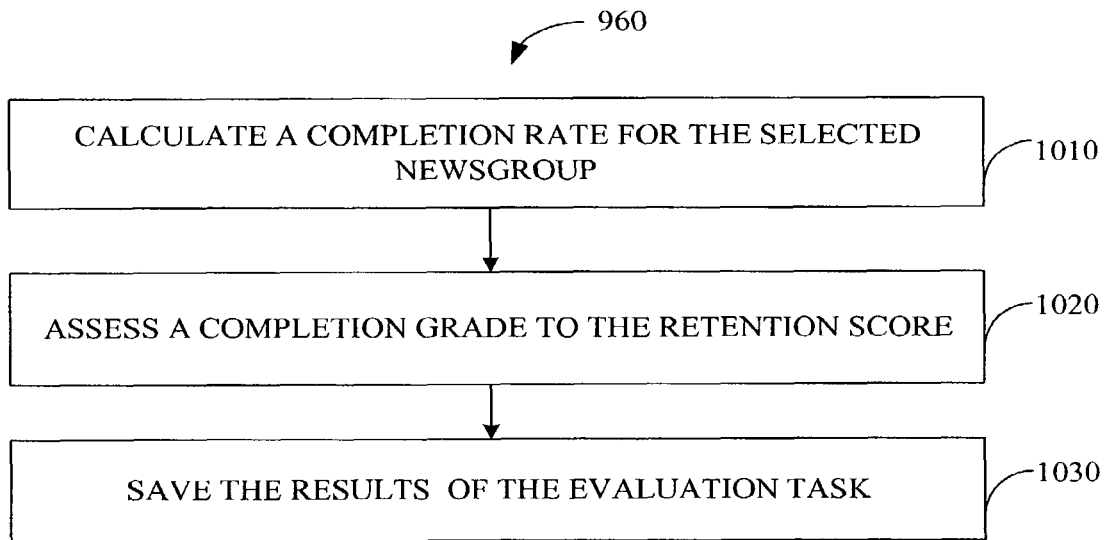 960
CALCULATE A COMPLETION RATE FOR THE SELECTED
NEWSGROUP
1010
ASSESS A COMPLETION GRADE TO THE RETENTION SCORE
1020
SAVE THE RESULTS OF THE EVALUATION TASK
1030